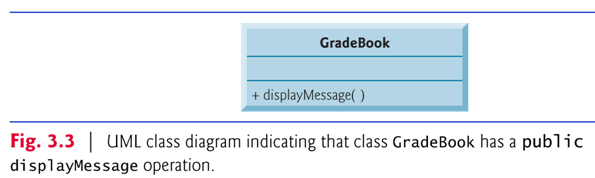 GradeBook
+ displayMessage( )
Fig. 3.3 | UML class diagram indicating that class GradeBook has a public
displayMessage operation.